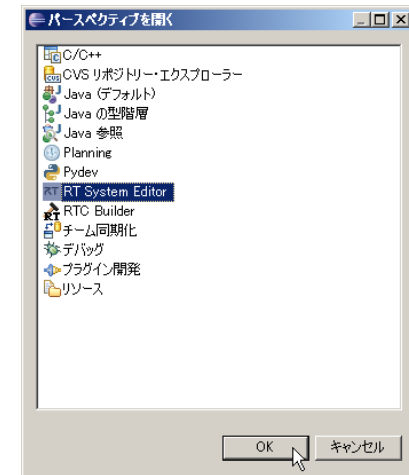 パースペクティブを開く
C/C++
CVS リポジトリー・エクスプローラー
Java (デフォルト)
Java の型階層
Java 参照
Planning
Pydev
RT RT System Editor
RTC Builder
チーム同期化
デバッグ
プラグイン開発
リソース
OK キャンセル